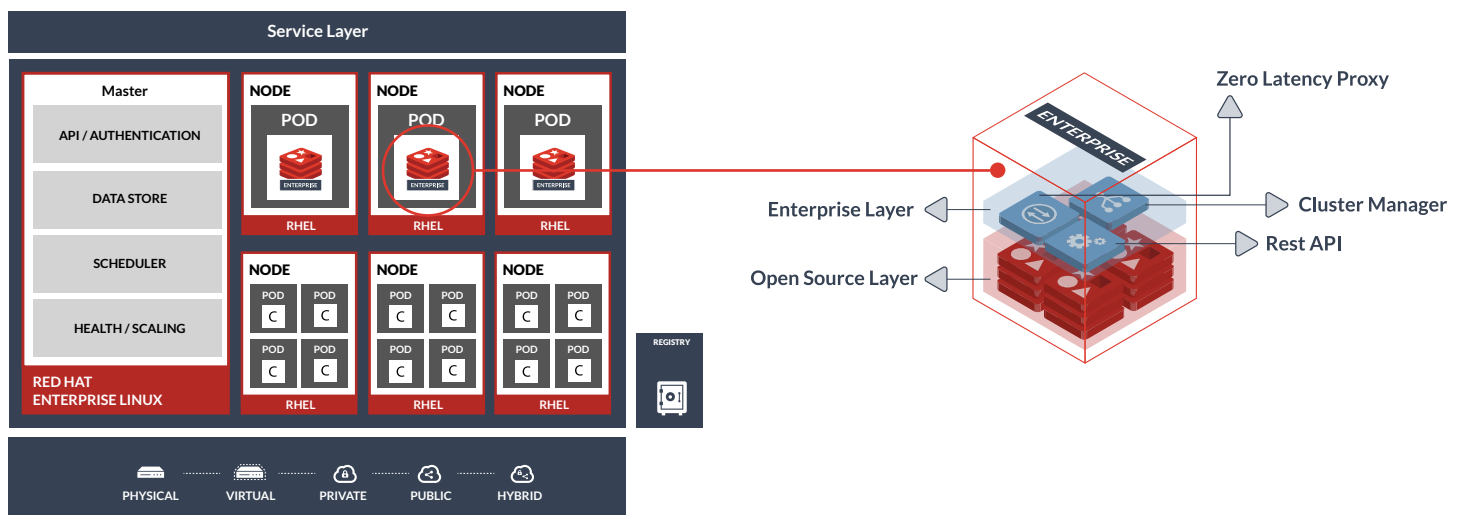 Service Layer
Master
API / AUTHENTICATION
DATA STORE
SCHEDULER
HEALTH / SCALING
RED HAT
ENTERPRISE LINUX
NODE
POD
ENTERPRISE
RHEL
NODE
POD
ENTERPRISE
RHEL
NODE
POD
ENTERPRISE
RHEL
NODE
POD POD
C C
POD POD
C C
RHEL
NODE
POD POD
C C
POD POD
C C
RHEL
NODE
POD POD
C C
POD POD
C C
RHEL
REGISTRY
PHYSICAL
VIRTUAL
PRIVATE
PUBLIC
HYBRID
ENTERPRISE
Zero Latency Proxy
Enterprise Layer
Cluster Manager
Rest API
Open Source Layer